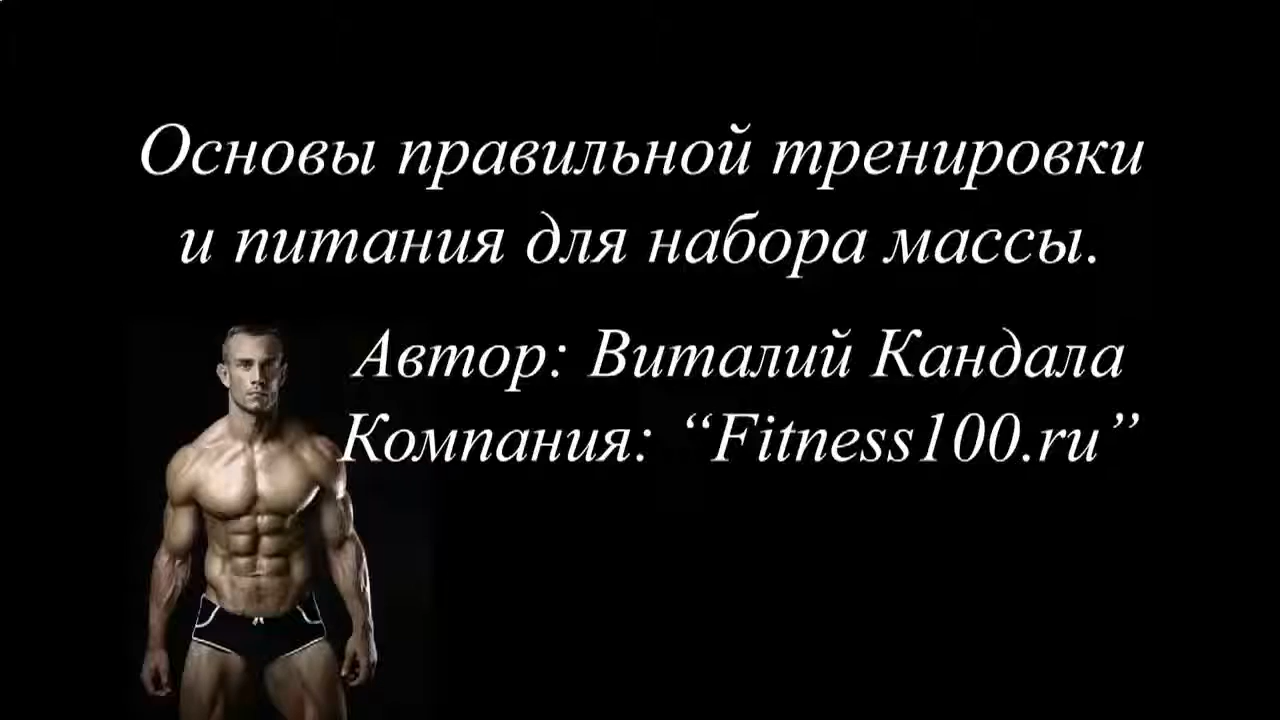 Основы правильной тренировки
и питания для набора массы.
Автор: Виталий Кандала
Компания: “Fitness100.ru”